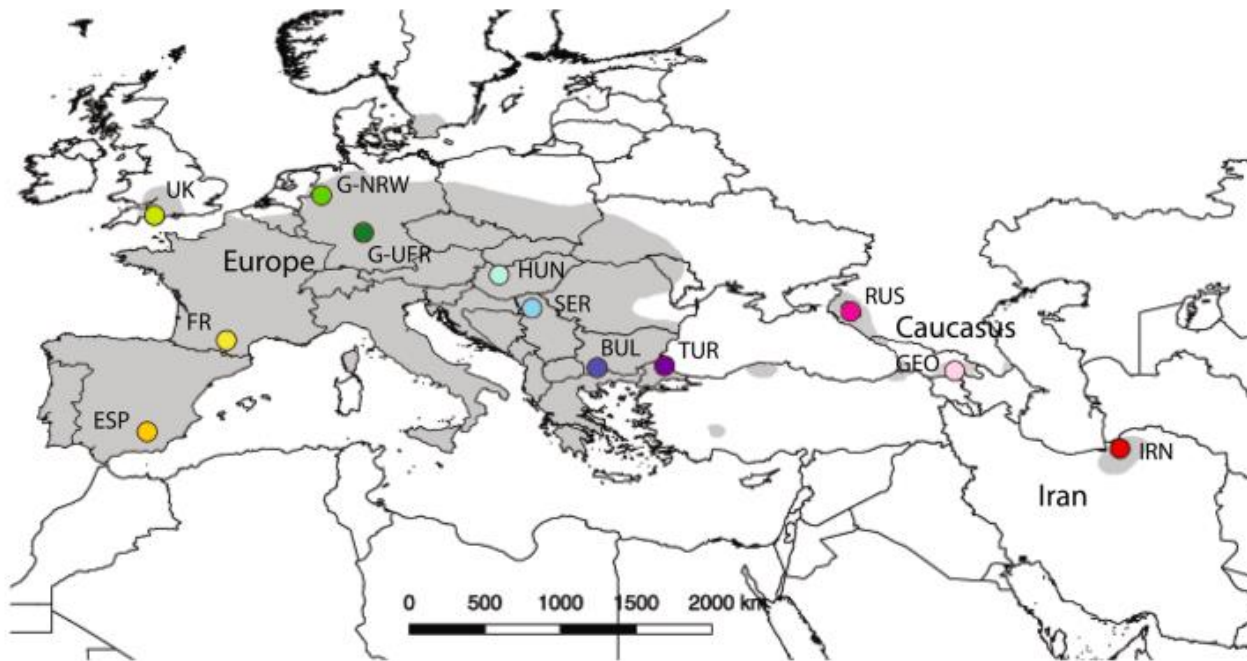 UK
G-NRW
G-UFR
Europe
HUN
SER
RUS
FR
Caucasus
BUL
TUR
GEO
ESP
IRN
Iran
0 500 1000 1500 2000 km